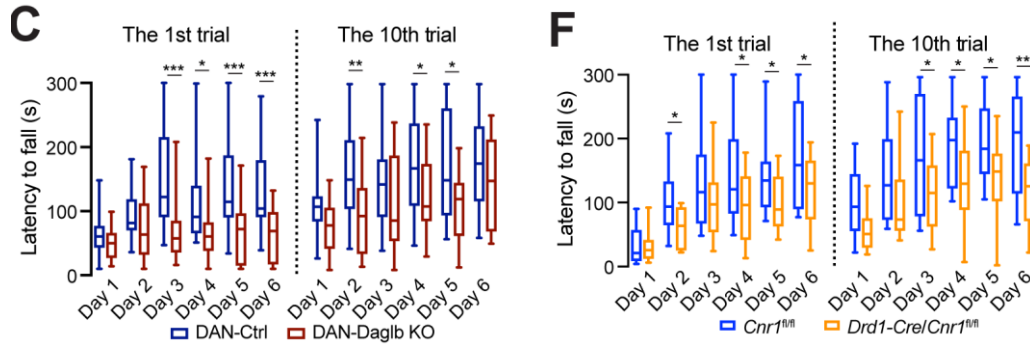 C
The 1st trial
The 10th trial
*** * *** ***
** * *
Latency to fall (s)
300
200
100
0
Day 1 Day 2 Day 3 Day 4 Day 5 Day 6
Day 1 Day 2 Day 3 Day 4 Day 5 Day 6
DAN-Ctrl DAN-Daglb KO
F
The 1st trial
The 10th trial
* * * *
* * * **
Latency to fall (s)
300
200
100
0
Day 1 Day 2 Day 3 Day 4 Day 5 Day 6
Day 1 Day 2 Day 3 Day 4 Day 5 Day 6
Cnr1fl/fl Drd1-Cre/Cnr1fl/fl